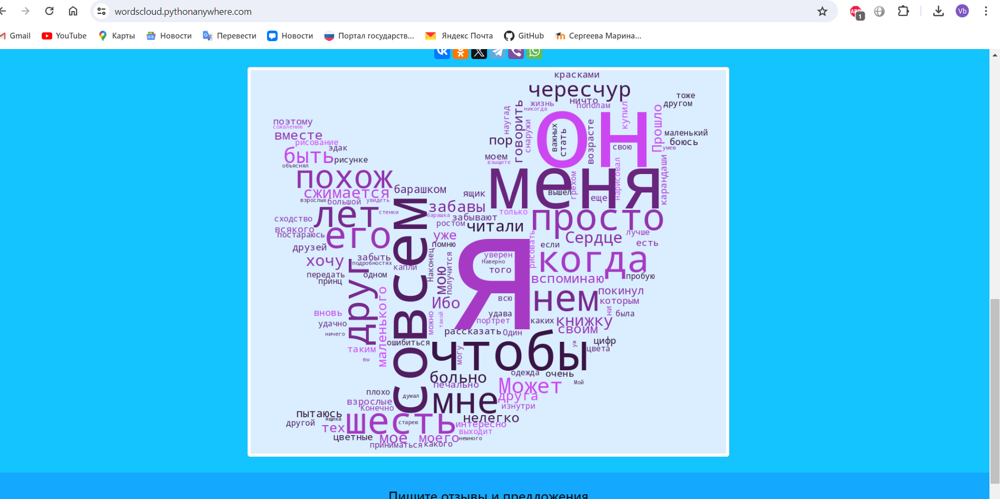 wordscloud.pythonanywhere.com
1
Vb
Gmail
YouTube
Карты
Новости
Перевести
Новости
Портал государств...
Яндекс Почта
GitHub
Сергеева Марина...
красками
чересчур
тоже
ничто
жизнь
пополам
другом
никогда
купил
наугад
говорить
Прошло
он
поэтому
сожалению
вместе
снаружи
важных
стать
возрасте
маленький
рисование
пор
боюсь
эдак
свою
умею
быть
рисунке
моем
взыщите
объяснял
похож
меня
нарисовал
карандаши
грехом
барашком
сжимается
ящик
вышел
еще
взрослых
большой
увидеть
забавы
лет
стенки
барашка
забывают
только
просто
сходство
ростом
читали
всякого
постараюсь
его
уже
Сердце
лучше
друзей
помню
если
есть
хочу
забыть
подробностях
капли
Наконец
получится
уверен
Наверно
рисовать
когда
того
передать
одном
мою
вспоминаю
пробую
принц
друг
совсем
Я
нем
покинул
которым
Ибо
всю
вновь
маленького
можно
такой
удава
ни
была
портрет
каких
книжку
удачно
рассказать
Один
своим
ничего
ошибиться
чтобы
уж
цифр
цвета
таким
могу
вы
одежда
очень
больно
печально
Может
Мой
плохо
думал
мне
друга
взрослые
Конечно
изнутри
пытаюсь
нелегко
другой
ящика
шесть
старею
интересно
тех
выходит
цветные
мое
моего
немного
приниматься
какого
Пишите отзывы и предложения